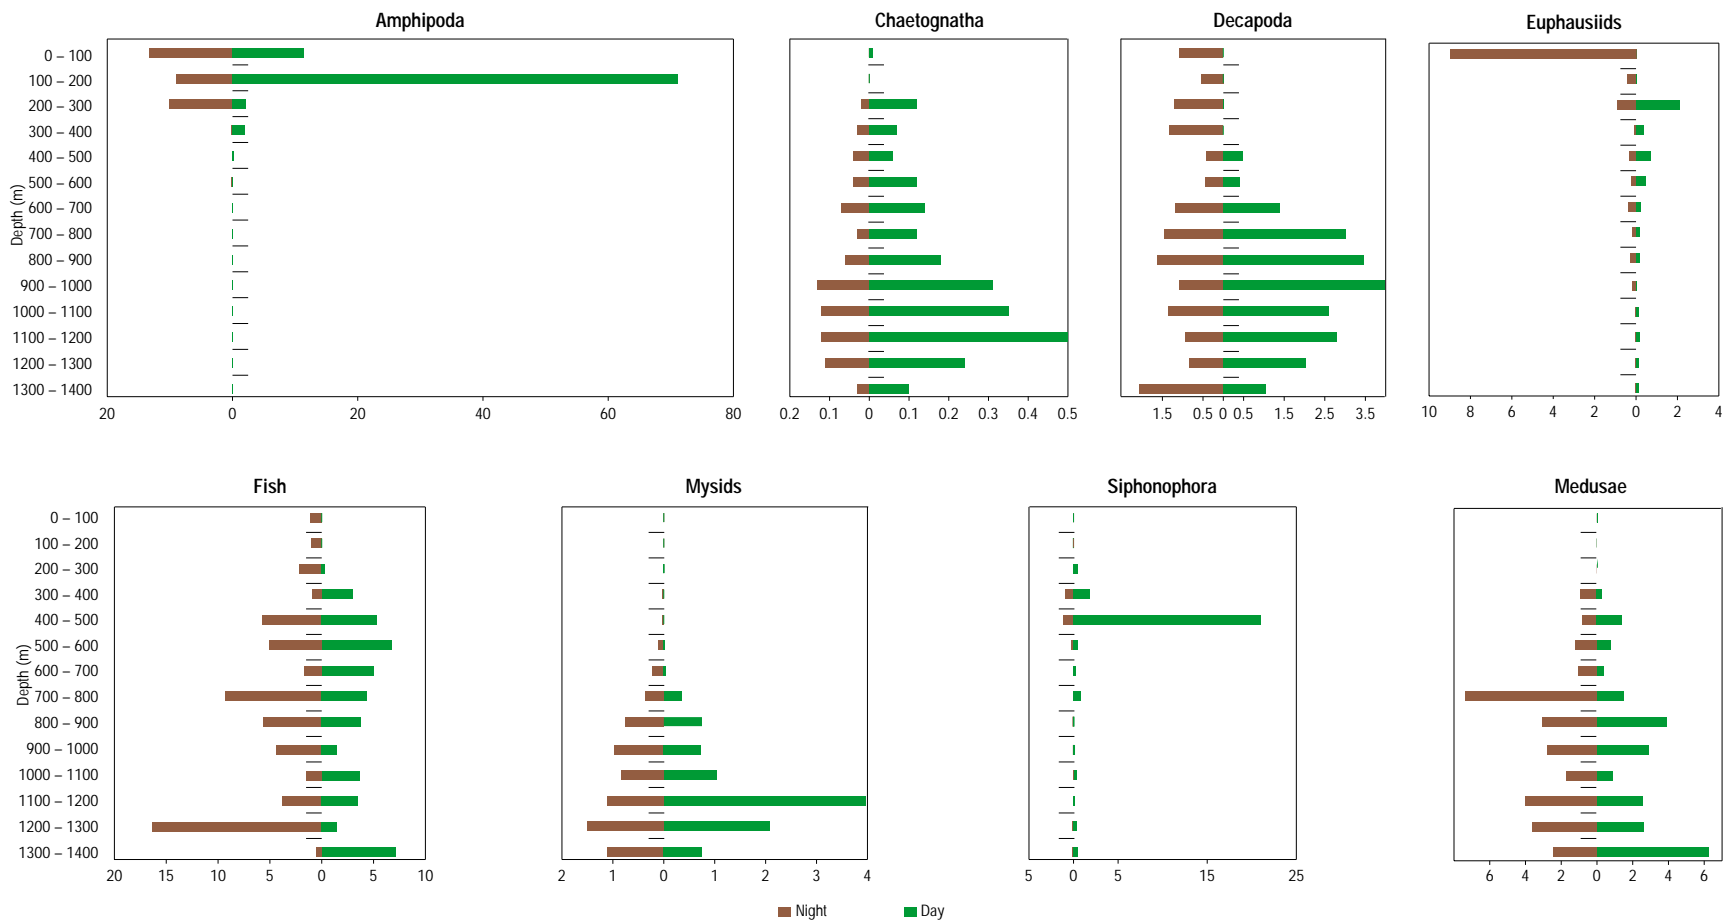 Amphipoda
Chaetognatha
Decapoda
Euphausiids
Depth (m)
0 – 100
100 – 200
200 – 300
300 – 400
400 – 500
500 – 600
600 – 700
700 – 800
800 – 900
900 – 1000
1000 – 1100
1100 – 1200
1200 – 1300
1300 – 1400
20 0 20 40 60 80
0.2 0.1 0 0.1 0.2 0.3 0.4 0.5
1.5 0.5 0 0.5 1.5 2.5 3.5
10 8 6 4 2 0 2 4
Fish
Mysids
Siphonophora
Medusae
Depth (m)
0 – 100
100 – 200
200 – 300
300 – 400
400 – 500
500 – 600
600 – 700
700 – 800
800 – 900
900 – 1000
1000 – 1100
1100 – 1200
1200 – 1300
1300 – 1400
20 15 10 5 0 5 10
2 1 0 1 2 3 4
5 0 5 15 25
6 4 2 0 2 4 6
Night Day